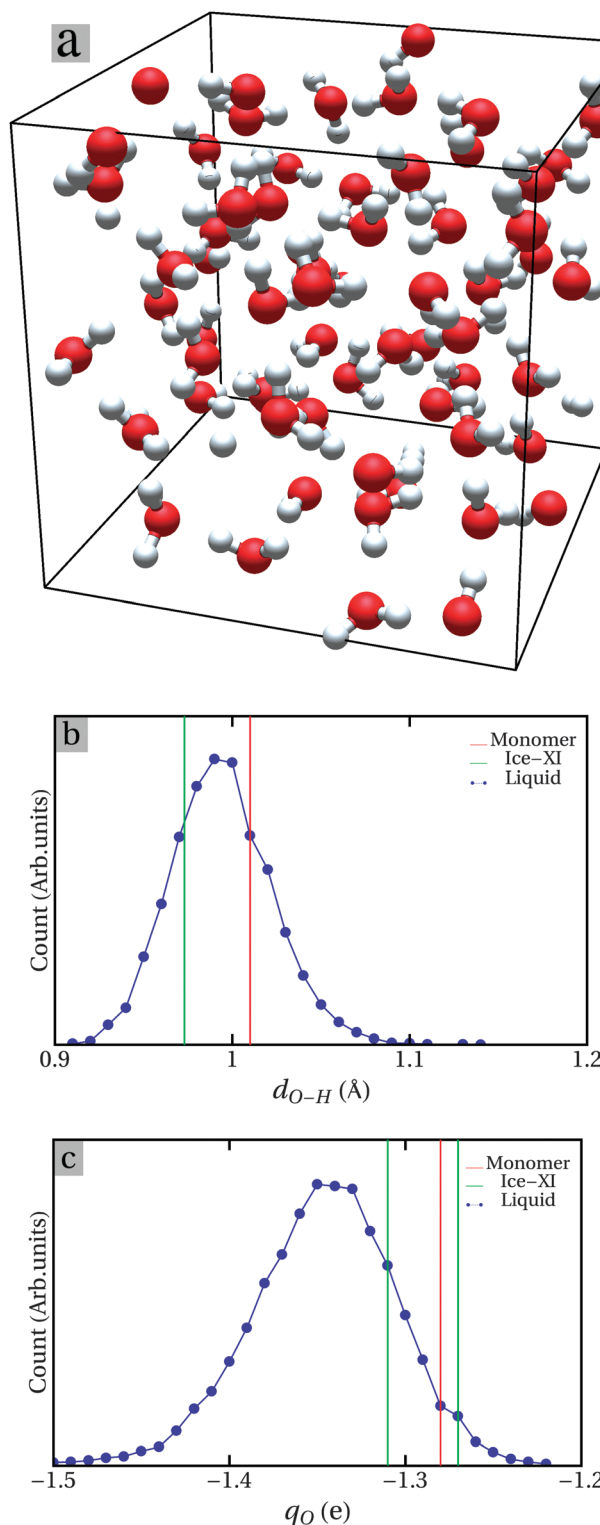 a
b
Monomer
Ice–XI
Liquid
Count (Arb.units)
0.9
1
1.1
1.2
d_{O−H} (Å)
c
Monomer
Ice–XI
Liquid
Count (Arb.units)
−1.5
−1.4
−1.3
−1.2
q_O (e)